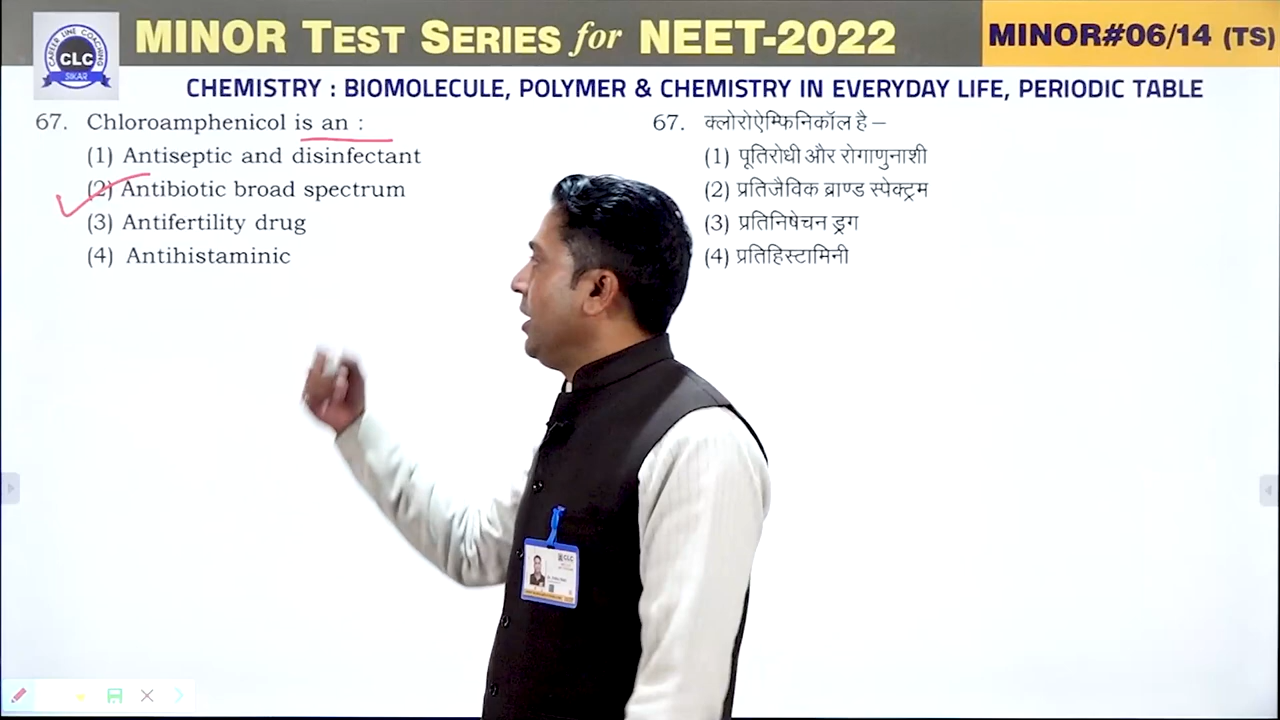 CAREER LINE COACHING
CLC
SIKAR
MINOR TEST SERIES for NEET-2022
MINOR#06/14 (TS)
CHEMISTRY : BIOMOLECULE, POLYMER & CHEMISTRY IN EVERYDAY LIFE, PERIODIC TABLE
67. Chloroamphenicol is an :
(1) Antiseptic and disinfectant
(2) Antibiotic broad spectrum
(3) Antifertility drug
(4) Antihistaminic
67. क्लोरोऐम्फिनिकॉल है –
(1) पूतिरोधी और रोगाणुनाशी
(2) प्रतिजैविक ब्राण्ड स्पेक्ट्रम
(3) प्रतिनिषेचन ड्रग
(4) प्रतिहिस्टामिनी
CLC